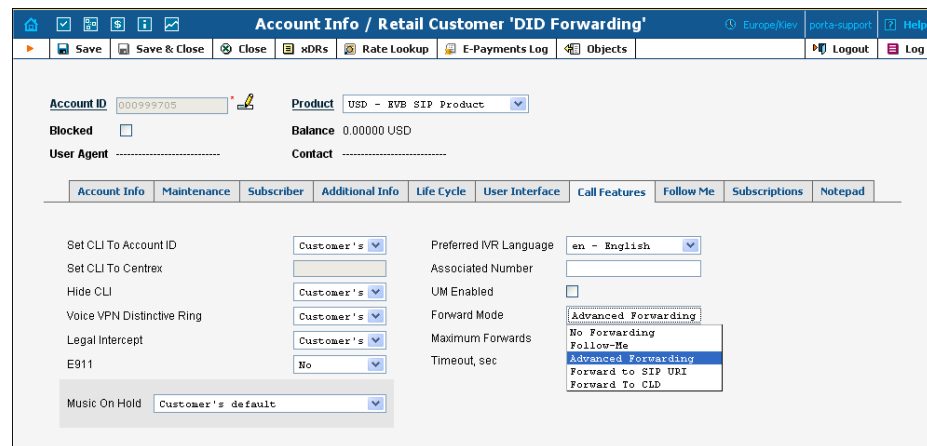 Account Info / Retail Customer 'DID Forwarding'
Europe/Kiev
porta-support
? Help
Save
Save & Close
Close
xDRs
Rate Lookup
E-Payments Log
Objects
Logout
Log
Account ID 000999705 *
Product USD - EVB SIP Product
Blocked
Balance 0.00000 USD
User Agent ---------------------------
Contact ---------------------------
Account Info
Maintenance
Subscriber
Additional Info
Life Cycle
User Interface
Call Features
Follow Me
Subscriptions
Notepad
Set CLI To Account ID Customer's
Preferred IVR Language en - English
Set CLI To Centrex
Associated Number
Hide CLI Customer's
UM Enabled
Voice VPN Distinctive Ring Customer's
Forward Mode Advanced Forwarding
Legal Intercept Customer's
Maximum Forwards
E911 No
Timeout, sec
No Forwarding
Follow-Me
Advanced Forwarding
Forward to SIP URI
Forward To CLD
Music On Hold Customer's default